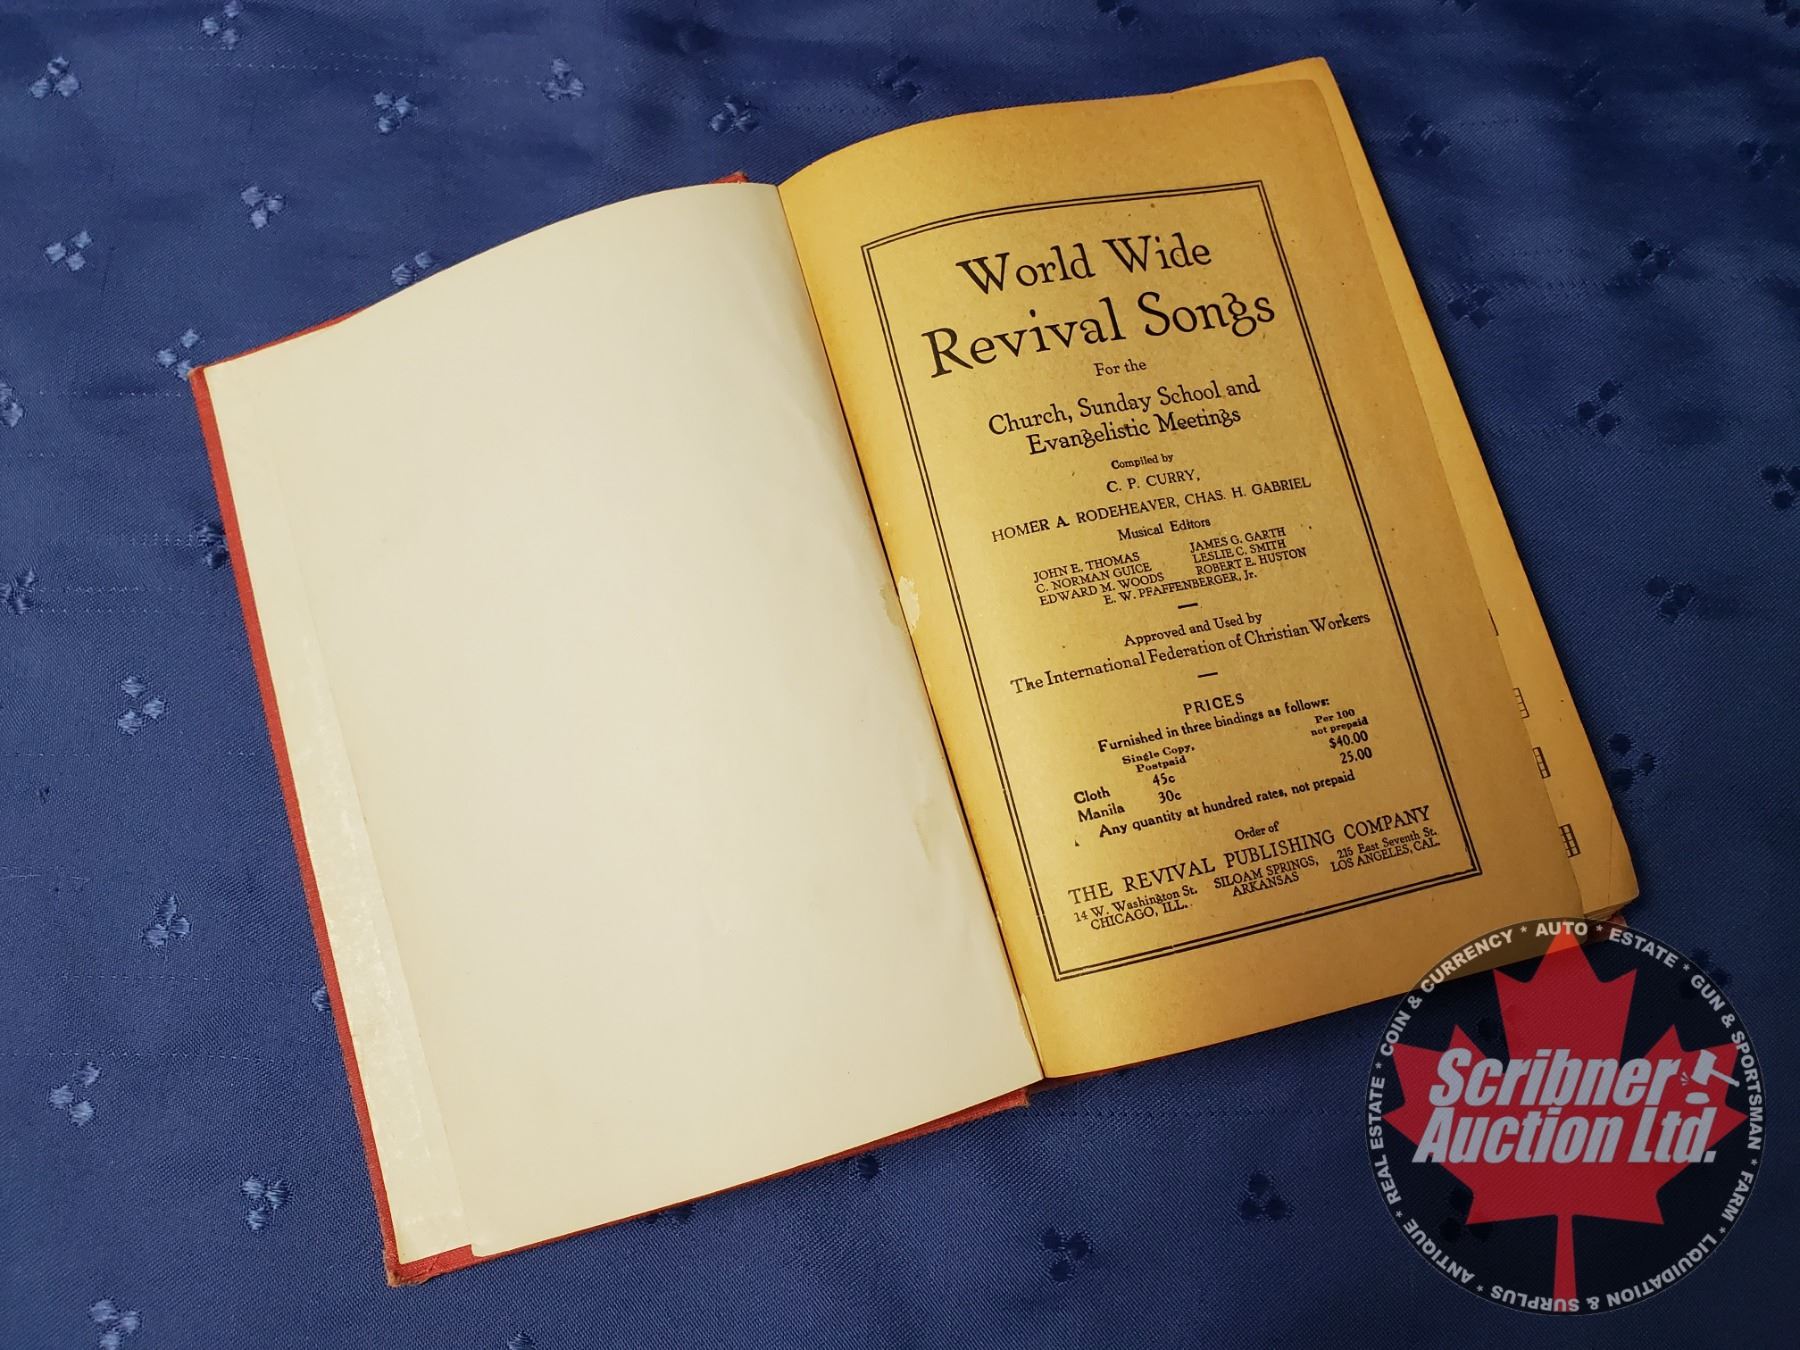 World Wide
Revival Songs
For the
Church, Sunday School and
Evangelistic Meetings
Compiled by
C. P. CURRY,
HOMER A. RODEHEAVER, CHAS. H. GABRIEL
Musical Editors
JOHN E. THOMAS JAMES G. GARTH
C. NORMAN GUICE LESLIE C. SMITH
EDWARD M. WOODS ROBERT E. HUSTON
E. W. PFAFFENBERGER, Jr.
Approved and Used by
The International Federation of Christian Workers
PRICES
Furnished in three bindings as follows:
Single Copy, Per 100
Postpaid not prepaid
Cloth 45c $40.00
Manila 30c 25.00
Any quantity at hundred rates, not prepaid
Order of
THE REVIVAL PUBLISHING COMPANY
14 W. Washington St. SILOAM SPRINGS, 215 East Seventh St.
CHICAGO, ILL. ARKANSAS LOS ANGELES, CAL.
Scribner
Auction Ltd.
REAL ESTATE * COIN & CURRENCY * AUTO * ESTATE * GUN & SPORTSMAN * FARM * LIQUIDATION & SURPLUS * ANTIQUE *